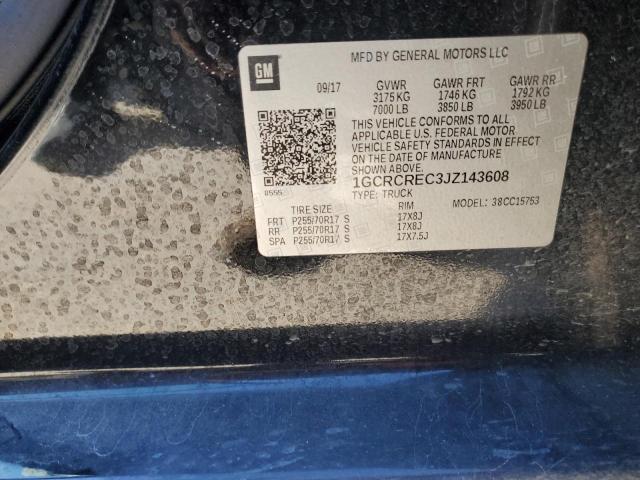 MFD BY GENERAL MOTORS LLC
GM
09/17 GVWR GAWR FRT GAWR RR
3175 KG 1746 KG 1792 KG
7000 LB 3850 LB 3950 LB
THIS VEHICLE CONFORMS TO ALL
APPLICABLE U.S. FEDERAL MOTOR
VEHICLE SAFETY STANDARDS IN EFFECT
ON THE DATE OF MANUFACTURE
SHOWN ABOVE.
1GCRCREC3JZ143608
0555 TYPE: TRUCK MODEL: 38CC15753
TIRE SIZE RIM
FRT P255/70R17 S 17X8J
RR P255/70R17 S 17X8J
SPA P255/70R17 S 17X7.5J